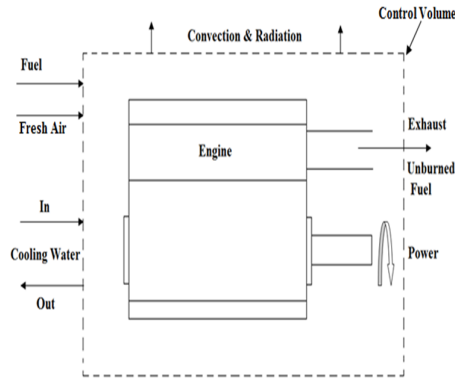 Control Volume
Convection & Radiation
Fuel
Fresh Air
Engine
Exhaust
Unburned
Fuel
In
Cooling Water
Out
Power